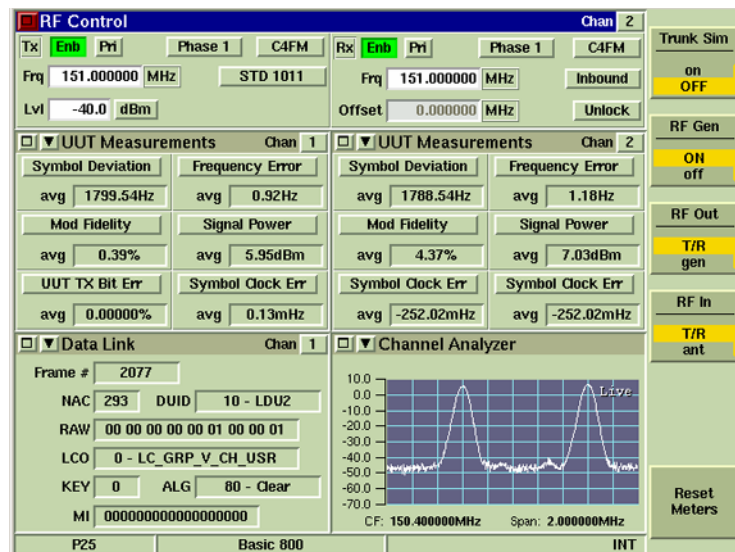 RF Control Chan 2
Tx Enb Pri Phase 1 C4FM
Frq 151.000000 MHz STD 1011
Lvl -40.0 dBm
Rx Enb Pri Phase 1 C4FM
Frq 151.000000 MHz Inbound
Offset 0.000000 MHz Unlock
UUT Measurements Chan 1
Symbol Deviation Frequency Error
avg 1799.54Hz avg 0.92Hz
Mod Fidelity Signal Power
avg 0.39% avg 5.95dBm
UUT TX Bit Err Symbol Clock Err
avg 0.00000% avg 0.13mHz
UUT Measurements Chan 2
Symbol Deviation Frequency Error
avg 1788.54Hz avg 1.18Hz
Mod Fidelity Signal Power
avg 4.37% avg 7.03dBm
Symbol Clock Err Symbol Clock Err
avg -252.02mHz avg -252.02mHz
Data Link Chan 1
Frame # 2077
NAC 293 DUID 10 - LDU2
RAW 00 00 00 00 00 01 00 00 01
LCO 0 - LC_GRP_V_CH_USR
KEY 0 ALG 80 - Clear
MI 000000000000000000
Channel Analyzer
Live
10.0
0.0
-10.0
-20.0
-30.0
-40.0
-50.0
-60.0
-70.0
CF: 150.400000MHz Span: 2.000000MHz
P25 Basic 800 INT
Trunk Sim
on
OFF
RF Gen
ON
off
RF Out
T/R
gen
RF In
T/R
ant
Reset
Meters